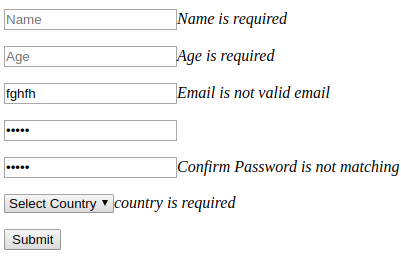 Name Name is required
Age Age is required
fghfh Email is not valid email
•••••
••••• Confirm Password is not matching
Select Country ▼ country is required
Submit